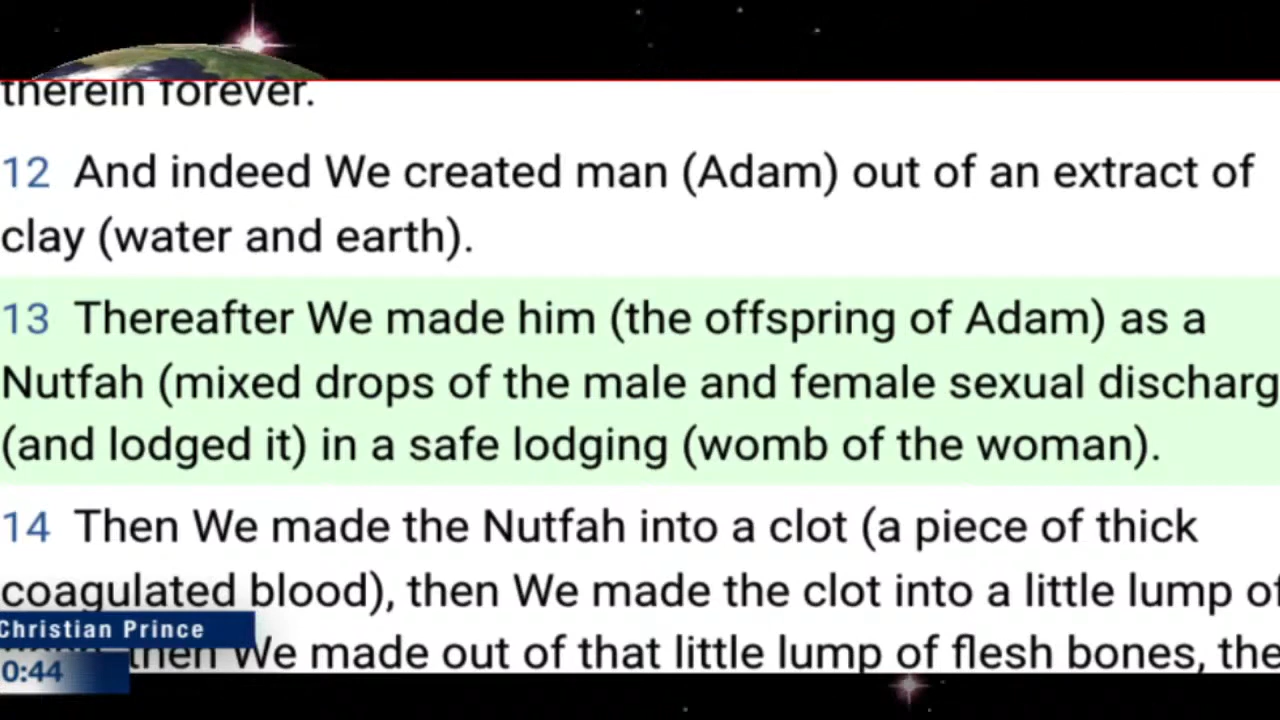 therein forever.
12 And indeed We created man (Adam) out of an extract of
clay (water and earth).
13 Thereafter We made him (the offspring of Adam) as a
Nutfah (mixed drops of the male and female sexual discharg
(and lodged it) in a safe lodging (womb of the woman).
14 Then We made the Nutfah into a clot (a piece of thick
coagulated blood), then We made the clot into a little lump of
Christian Prince
then We made out of that little lump of flesh bones, the
0:44